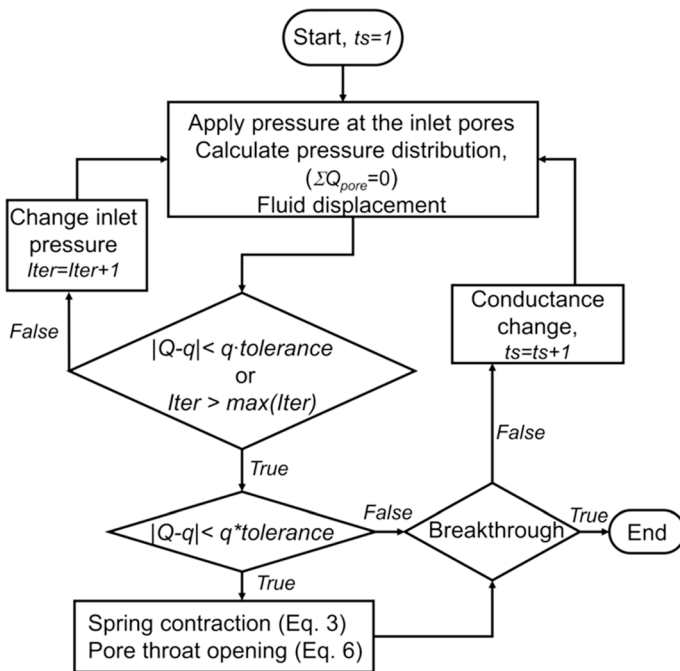 Start, ts=1
Apply pressure at the inlet pores
Calculate pressure distribution,
(ΣQpore=0)
Fluid displacement
Change inlet
pressure
Iter=Iter+1
False
|Q-q|< q·tolerance
or
Iter > max(Iter)
Conductance
change,
ts=ts+1
False
True
|Q-q|< q*tolerance
False
Breakthrough
True
End
True
Spring contraction (Eq. 3)
Pore throat opening (Eq. 6)